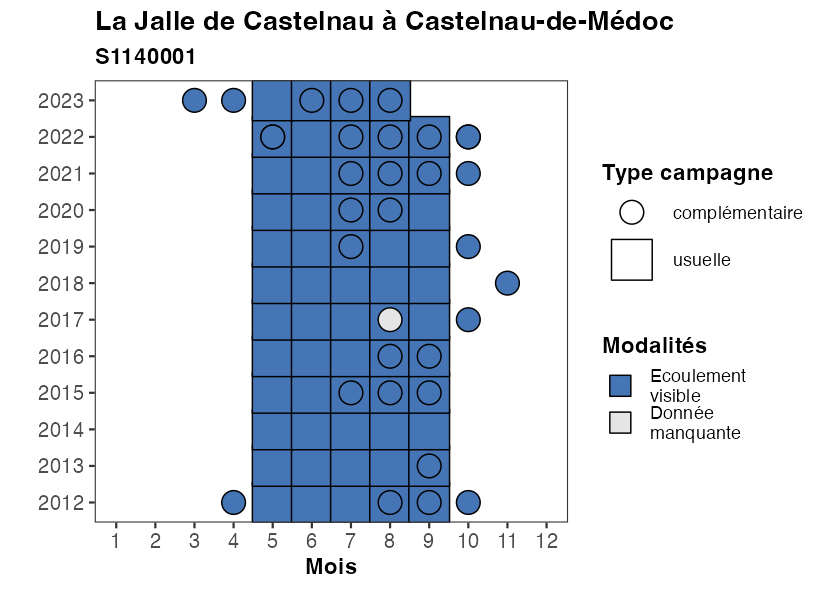 La Jalle de Castelnau à Castelnau-de-Médoc
S1140001
2023
2022
2021
2020
2019
2018
2017
2016
2015
2014
2013
2012
1 2 3 4 5 6 7 8 9 10 11 12
Mois
Type campagne
complémentaire
usuelle
Modalités
Ecoulement
visible
Donnée
manquante